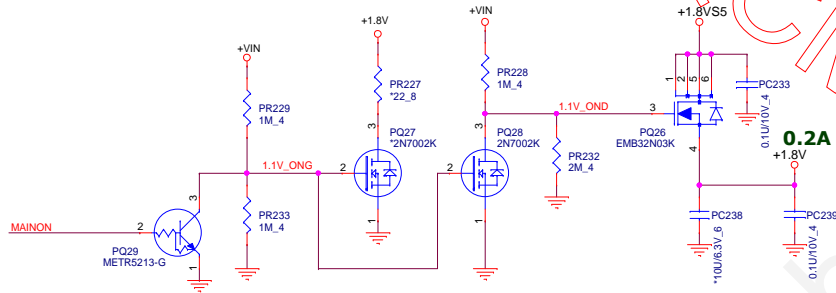 +1.8VS5
+VIN
+1.8V
+VIN
1
2
5
6
PC233
0.1U/10V_4
PR229
1M_4
PR227
*22_8
PR228
1M_4
1.1V_OND
3
PQ26
EMB32N03K
4
0.2A
+1.8V
3
PQ27
*2N7002K
2
1
3
PQ28
2N7002K
2
1
PR232
2M_4
1.1V_ONG
MAINON
2
3
1
PQ29
METR5213-G
PR233
1M_4
PC238
*10U/6.3V_6
PC239
0.1U/10V_4